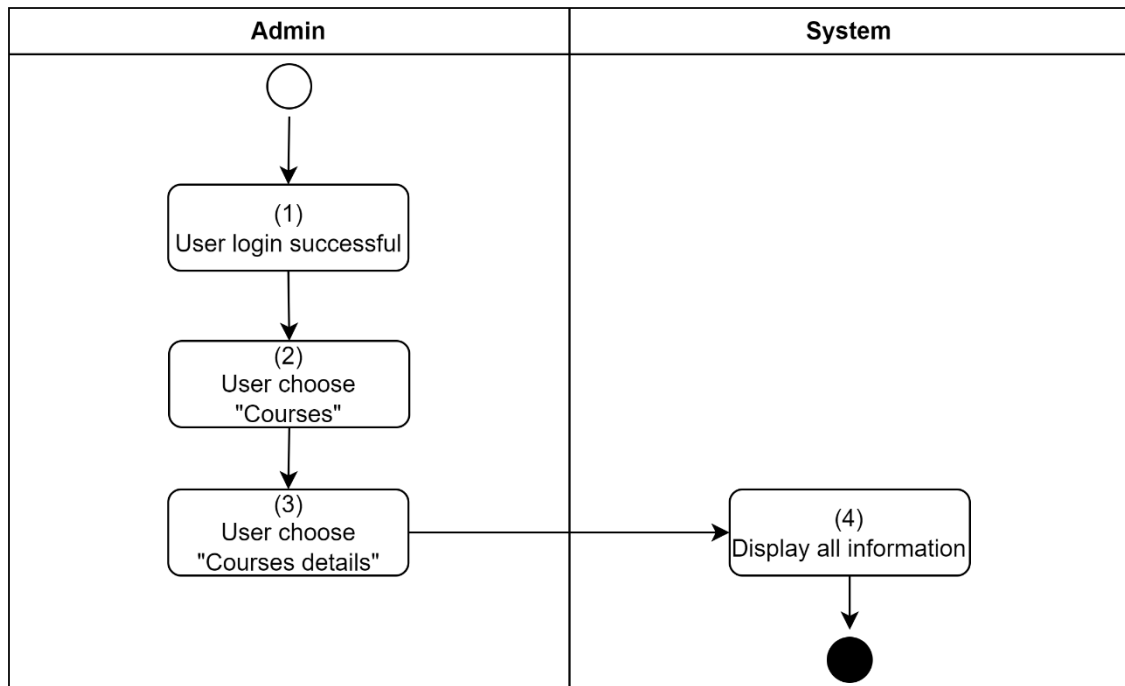 Admin
System
(1)
User login successful
(2)
User choose
"Courses"
(3)
User choose
"Courses details"
(4)
Display all information